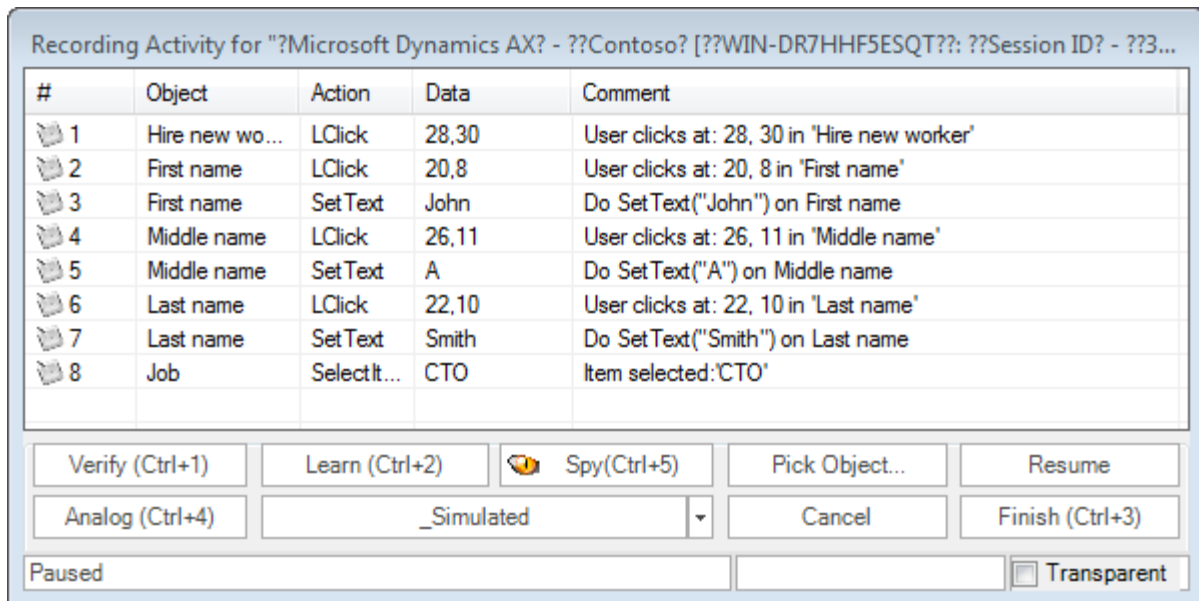 Recording Activity for "?Microsoft Dynamics AX? - ??Contoso? [??WIN-DR7HHF5ESQT??: ??Session ID? - ??3...
# Object Action Data Comment
1 Hire new wo... LClick 28,30 User clicks at: 28, 30 in 'Hire new worker'
2 First name LClick 20,8 User clicks at: 20, 8 in 'First name'
3 First name SetText John Do SetText("John") on First name
4 Middle name LClick 26,11 User clicks at: 26, 11 in 'Middle name'
5 Middle name SetText A Do SetText("A") on Middle name
6 Last name LClick 22,10 User clicks at: 22, 10 in 'Last name'
7 Last name SetText Smith Do SetText("Smith") on Last name
8 Job SelectIt... CTO Item selected:'CTO'
Verify (Ctrl+1) Learn (Ctrl+2) Spy(Ctrl+5) Pick Object... Resume
Analog (Ctrl+4) _Simulated Cancel Finish (Ctrl+3)
Paused Transparent